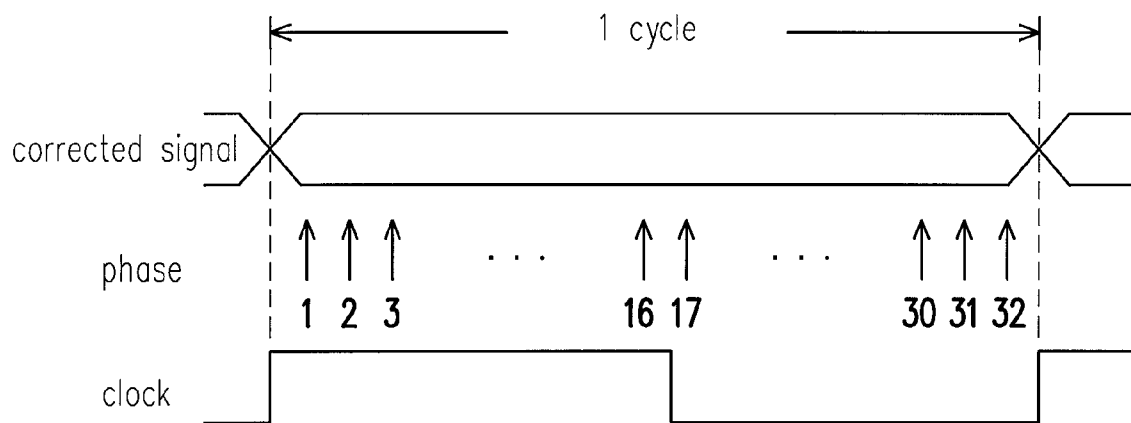 1 cycle
corrected signal
phase
1 2 3 ... 16 17 ... 30 31 32
clock